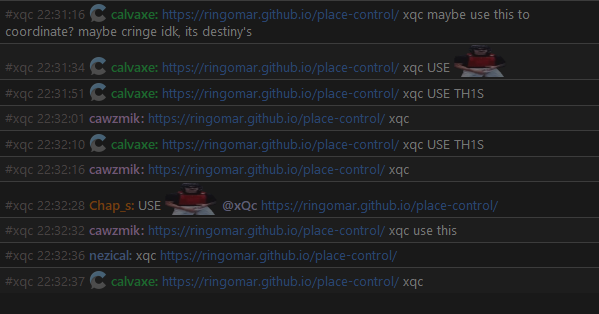 #xqc 22:31:16 calvaxe: https://ringomar.github.io/place-control/ xqc maybe use this to
coordinate? maybe cringe idk, its destiny's
#xqc 22:31:34 calvaxe: https://ringomar.github.io/place-control/ xqc USE
#xqc 22:31:51 calvaxe: https://ringomar.github.io/place-control/ xqc USE TH1S
#xqc 22:32:01 cawzmik: https://ringomar.github.io/place-control/ xqc
#xqc 22:32:10 calvaxe: https://ringomar.github.io/place-control/ xqc USE TH1S
#xqc 22:32:16 cawzmik: https://ringomar.github.io/place-control/ xqc
#xqc 22:32:28 Chap_s: USE @xQc https://ringomar.github.io/place-control/
#xqc 22:32:32 cawzmik: https://ringomar.github.io/place-control/ xqc use this
#xqc 22:32:36 nezical: xqc https://ringomar.github.io/place-control/
#xqc 22:32:37 calvaxe: https://ringomar.github.io/place-control/ xqc